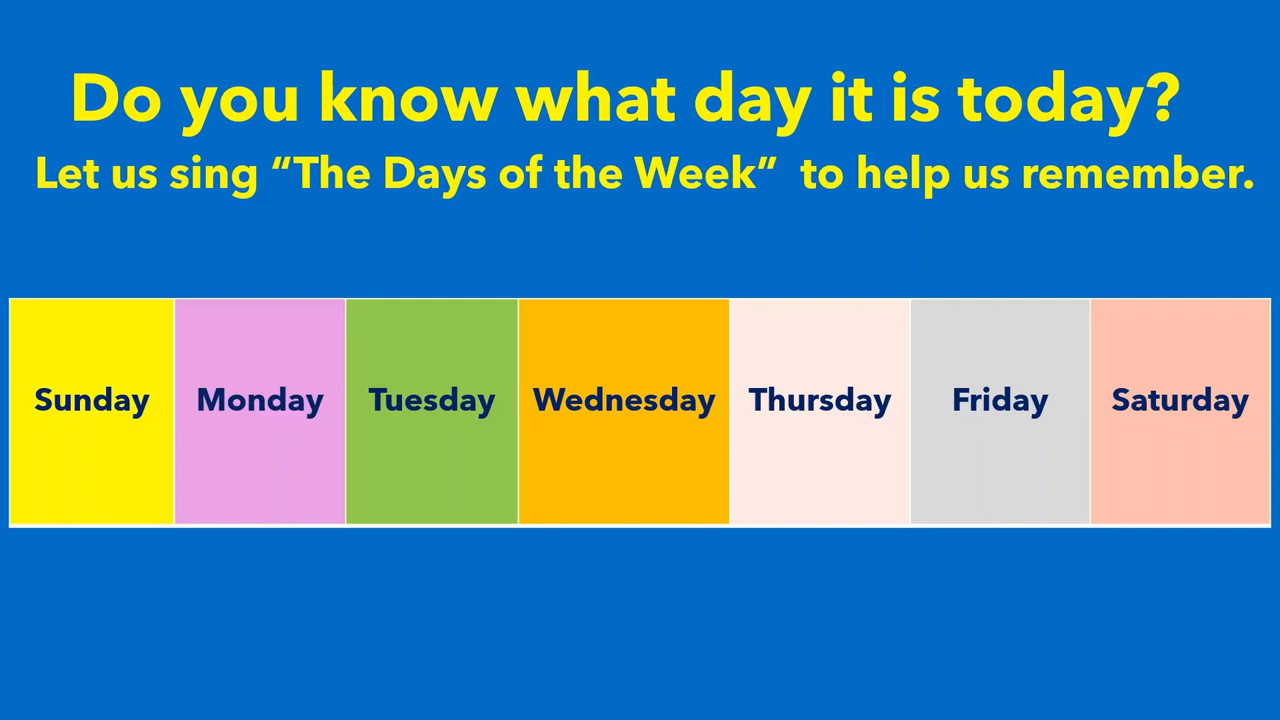 Do you know what day it is today?
Let us sing “The Days of the Week”  to help us remember.
Sunday Monday Tuesday Wednesday Thursday Friday Saturday